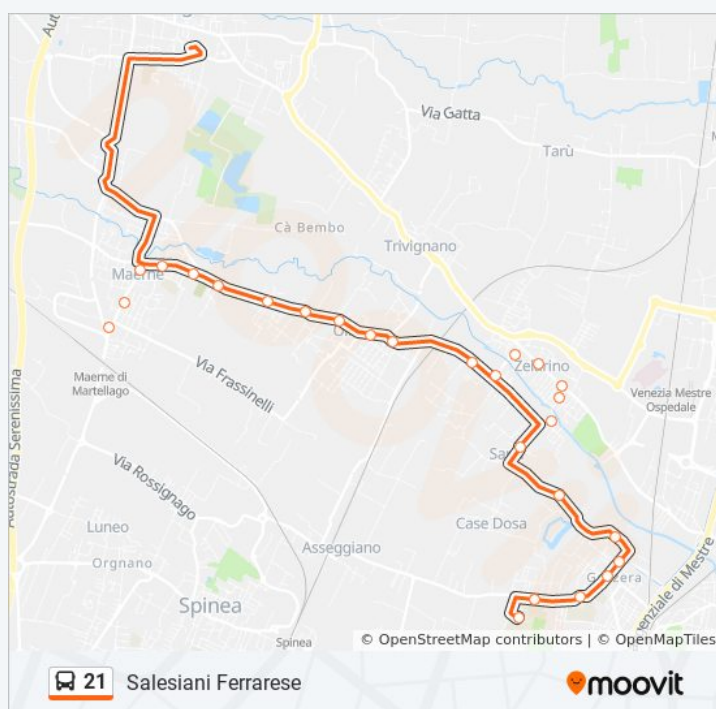 Via Gatta
Tarù
Cà Bembo
Trivignano
Maerne
Via Frassinelli
Zelarino
Maerne di
Martellago
Venezia Mestre
Ospedale
Autostrada Serenissima
Via Rossignago
Case Dosa
Luneo
Asseggiano
Orgnano
Gazzera
Spinea
Spinea
© OpenStreetMap contributors | © OpenMapTiles
21 Salesiani Ferrarese
moovit